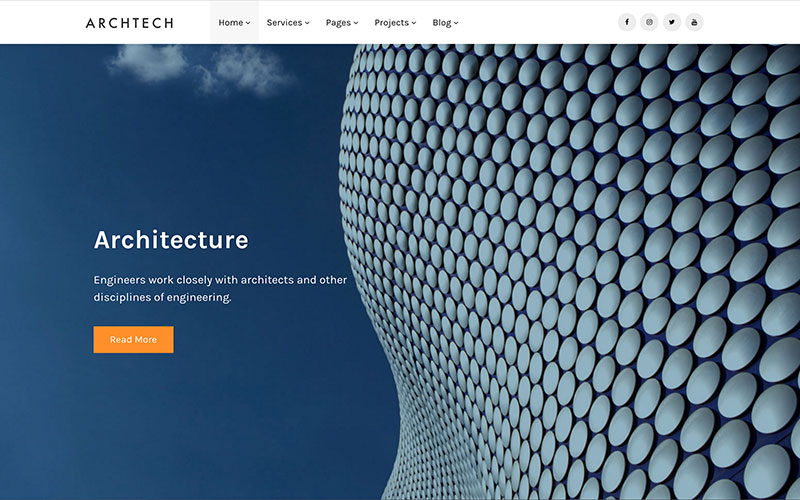 ARCHTECH Home Services Pages Projects Blog
Architecture
Engineers work closely with architects and other
disciplines of engineering.
Read More